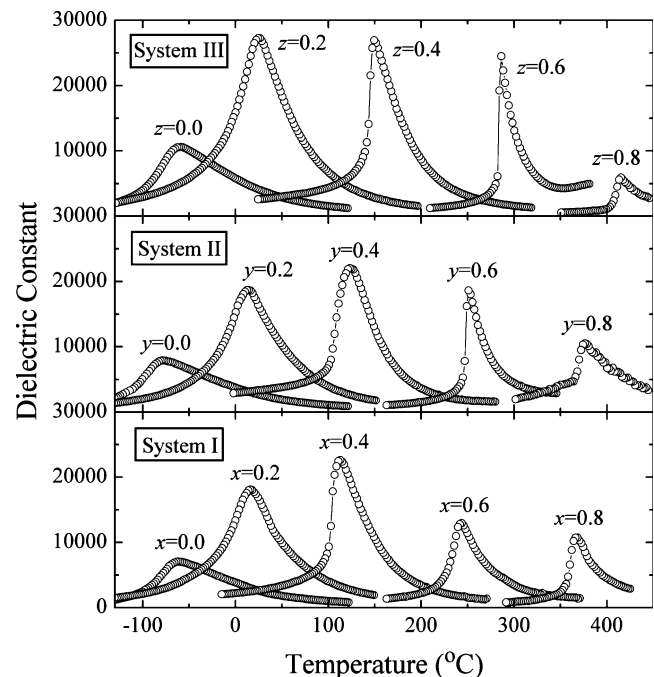 30000
System III
z=0.2
z=0.4
z=0.6
20000
z=0.0
10000
z=0.8
30000
System II
y=0.2
y=0.4
y=0.6
20000
y=0.0
y=0.8
10000
30000
System I
x=0.2
x=0.4
20000
x=0.6
x=0.8
x=0.0
10000
0
-100 0 100 200 300 400
Temperature (°C)
Dielectric Constant